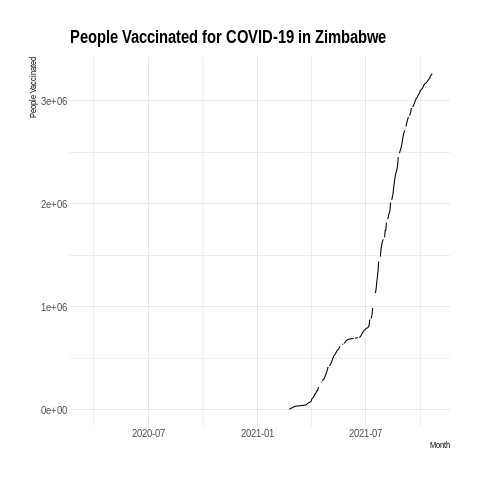 People Vaccinated for COVID-19 in Zimbabwe
People Vaccinated
3e+06
2e+06
1e+06
0e+00
2020-07 2021-01 2021-07
Month